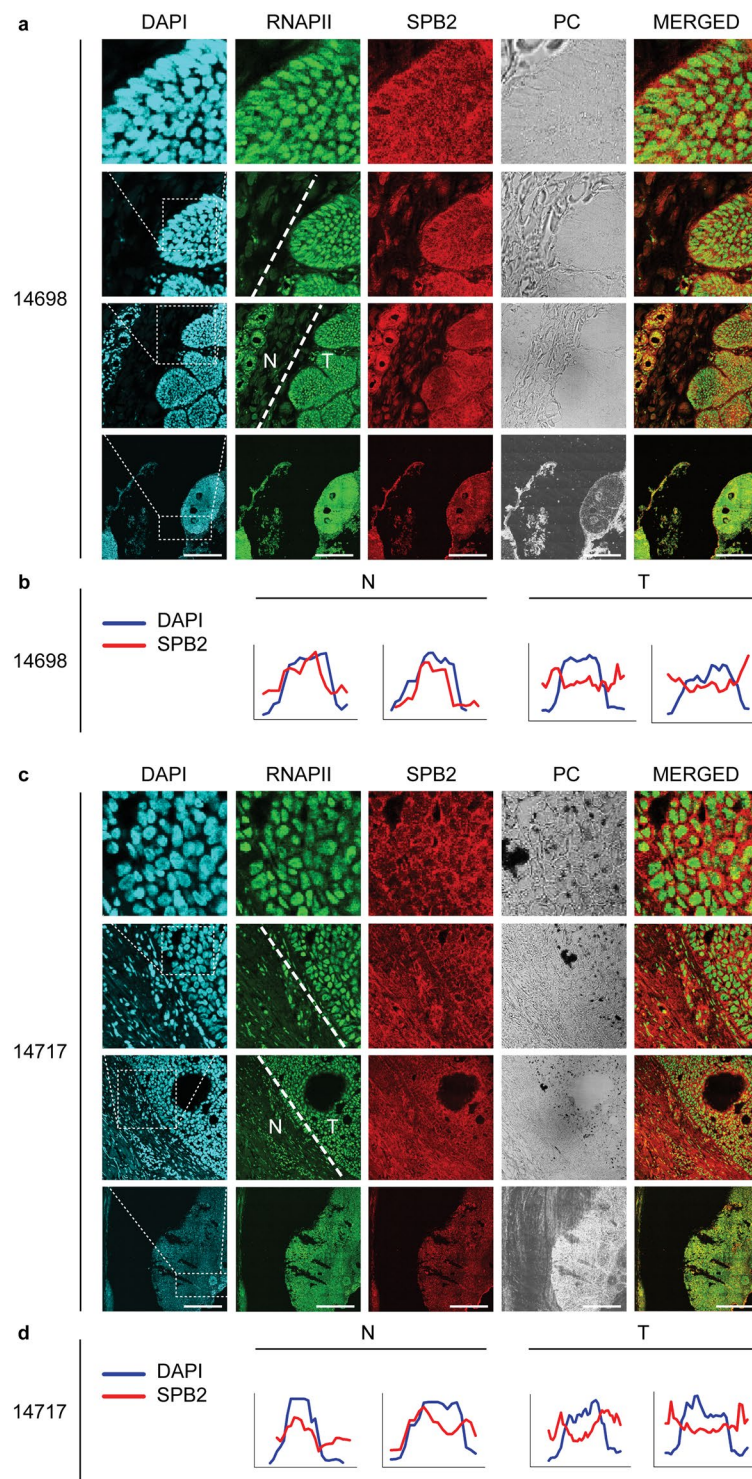 a
DAPI RNAPII SPB2 PC MERGED
14698
N T
b
N T
14698
DAPI
SPB2
c
DAPI RNAPII SPB2 PC MERGED
14717
N T
d
N T
14717
DAPI
SPB2